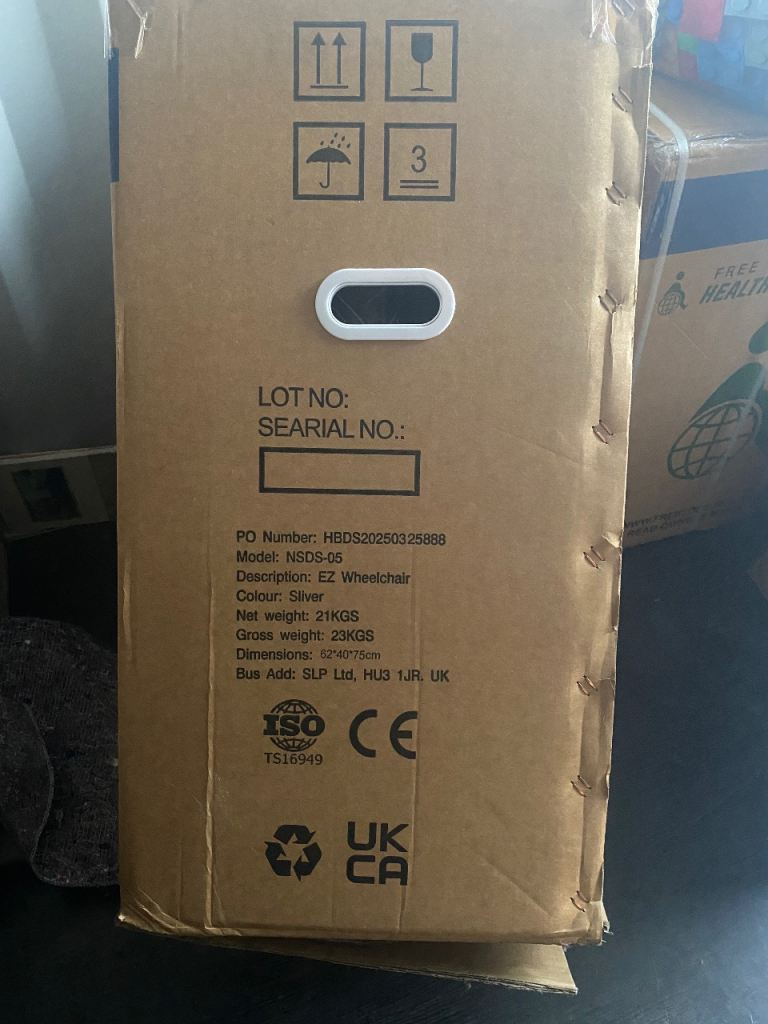 3
FREE
HEALTH
LOT NO:
SEARIAL NO.:
PO Number: HBDS20250325888
Model: NSDS-05
Description: EZ Wheelchair
Colour: Sliver
Net weight: 21KGS
Gross weight: 23KGS
Dimensions: 62*40*75cm
Bus Add: SLP Ltd, HU3 1JR. UK
ISO
TS16949
CE
UK
CA